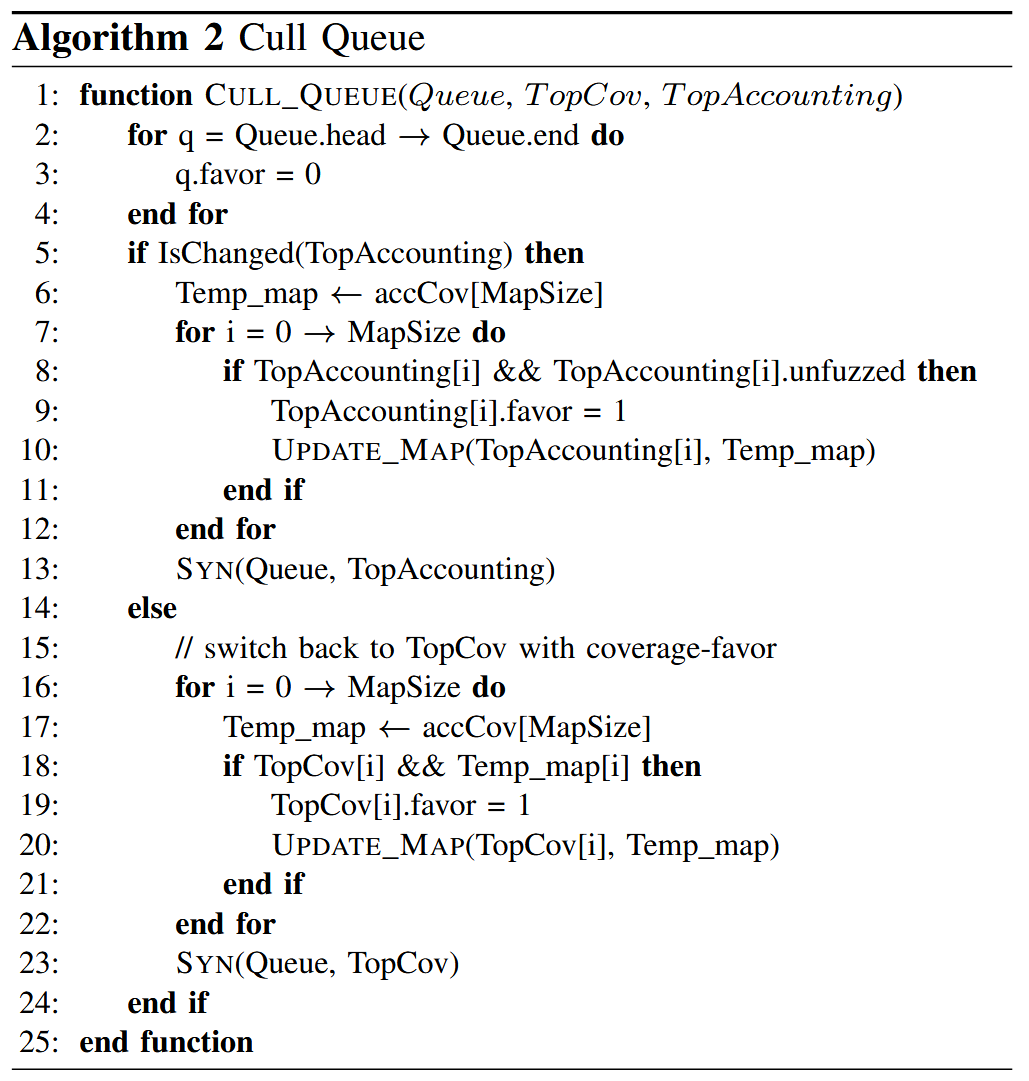 Algorithm 2 Cull Queue
1: function CULL_QUEUE(Queue, TopCov, TopAccounting)
2: for q = Queue.head → Queue.end do
3: q.favor = 0
4: end for
5: if IsChanged(TopAccounting) then
6: Temp_map ← accCov[MapSize]
7: for i = 0 → MapSize do
8: if TopAccounting[i] && TopAccounting[i].unfuzzed then
9: TopAccounting[i].favor = 1
10: UPDATE_MAP(TopAccounting[i], Temp_map)
11: end if
12: end for
13: SYN(Queue, TopAccounting)
14: else
15: // switch back to TopCov with coverage-favor
16: for i = 0 → MapSize do
17: Temp_map ← accCov[MapSize]
18: if TopCov[i] && Temp_map[i] then
19: TopCov[i].favor = 1
20: UPDATE_MAP(TopCov[i], Temp_map)
21: end if
22: end for
23: SYN(Queue, TopCov)
24: end if
25: end function